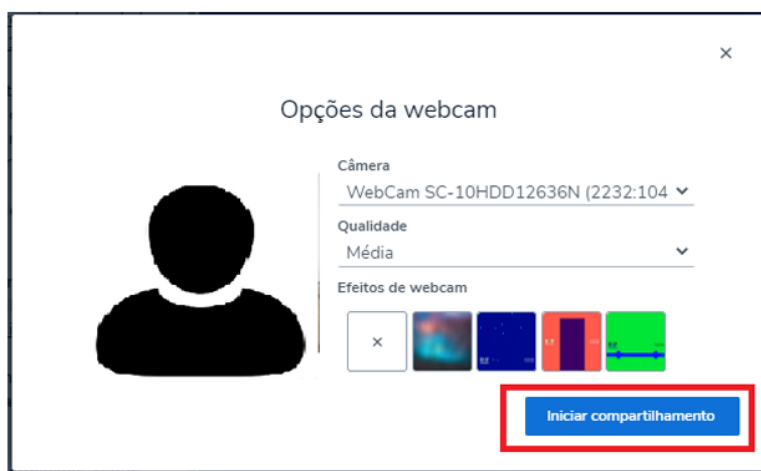 Opções da webcam
Câmera
WebCam SC-10HDD12636N (2232:104
Qualidade
Média
Efeitos de webcam
Iniciar compartilhamento